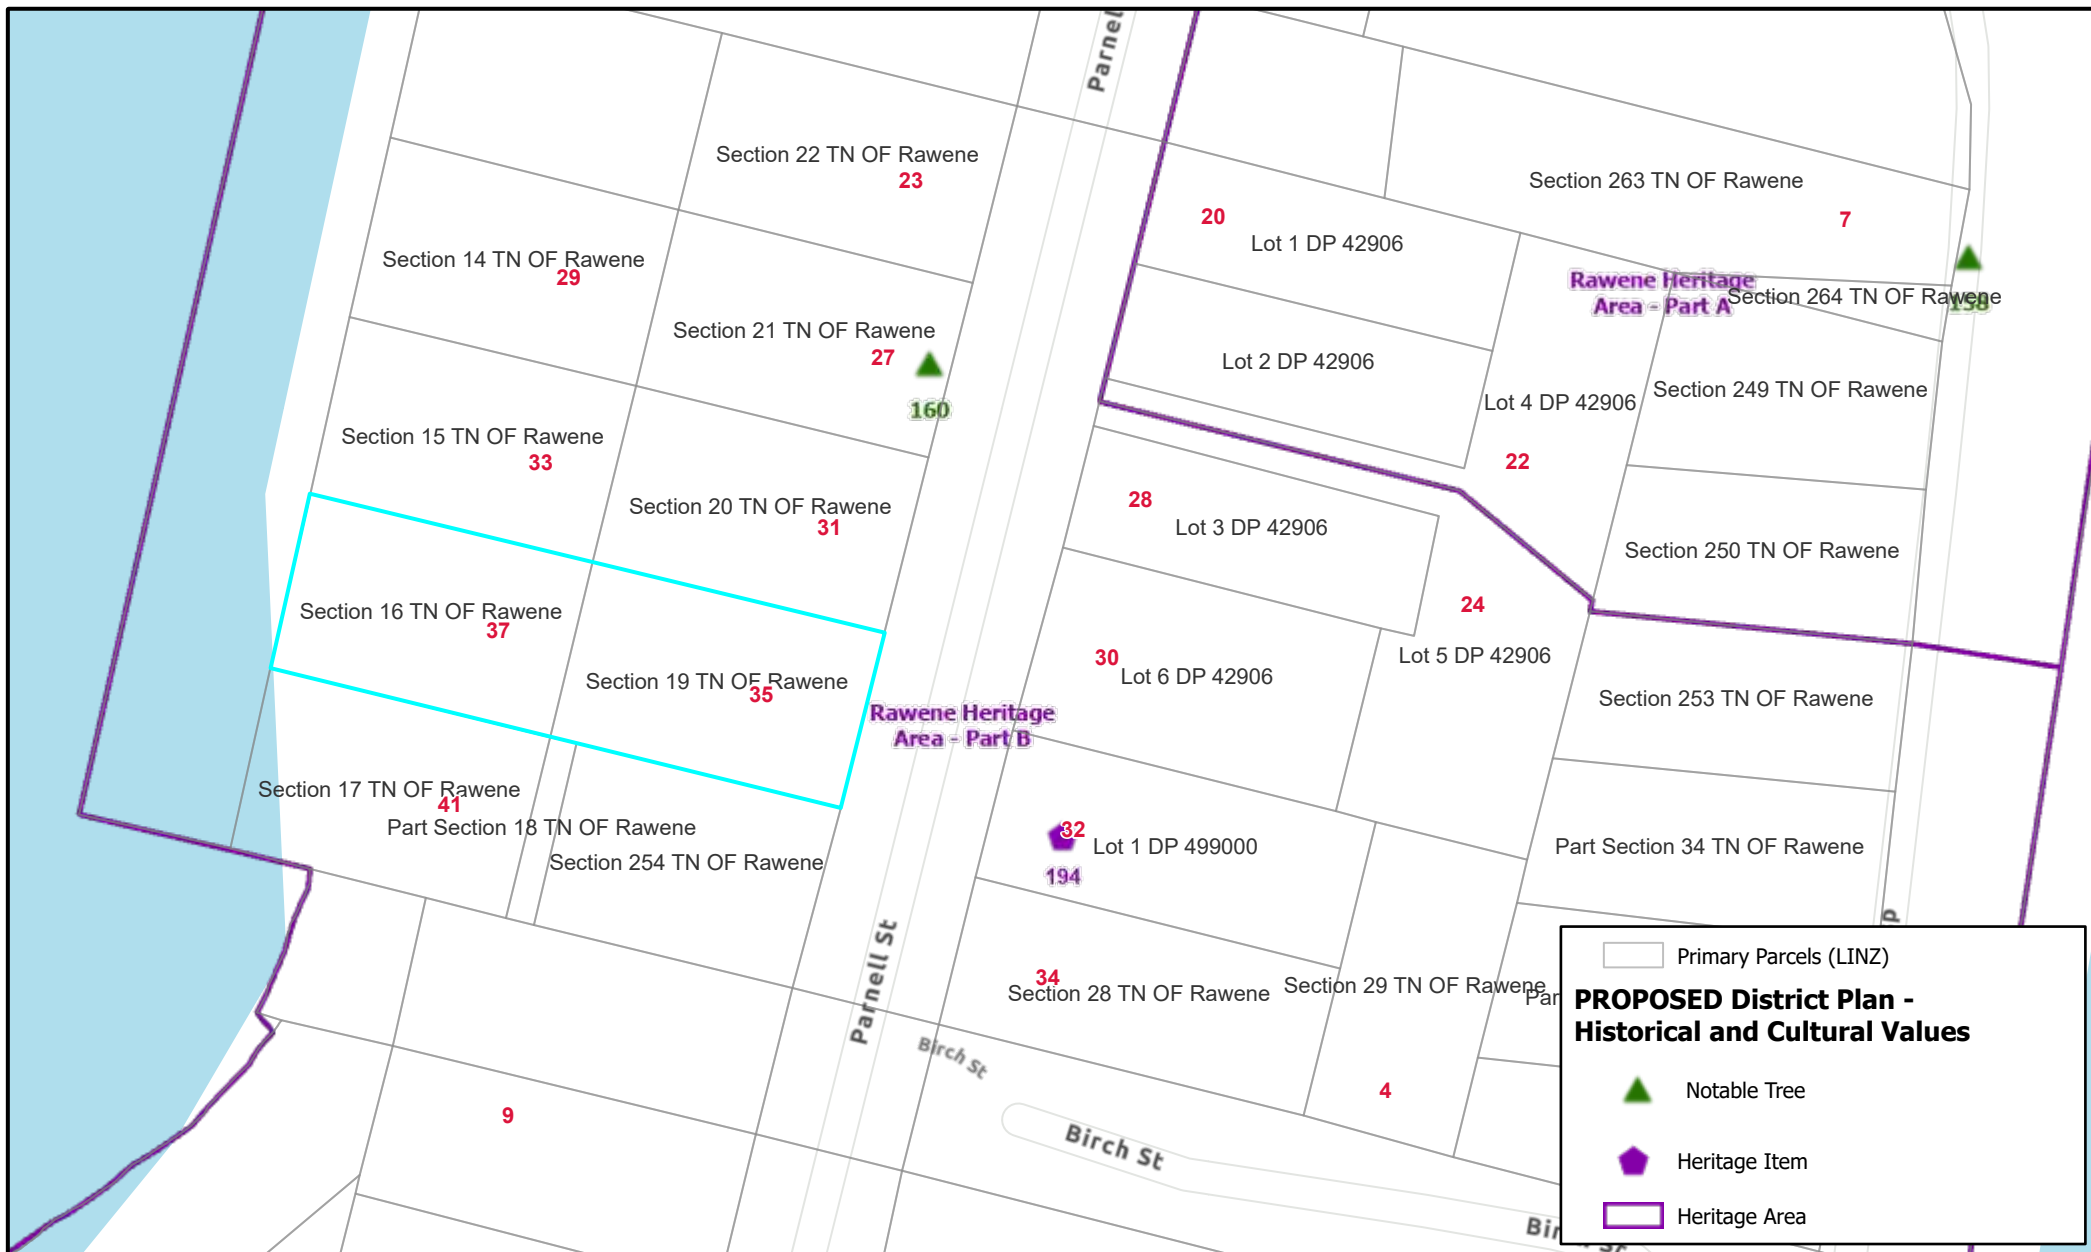 Parnel
Section 22 TN OF Rawene
23
Section 263 TN OF Rawene
7
20
Lot 1 DP 42906
Section 14 TN OF Rawene
29
Rawene Heritage
Area - Part A
Section 264 TN OF Rawene
158
Section 21 TN OF Rawene
27
160
Lot 2 DP 42906
Lot 4 DP 42906
22
Section 249 TN OF Rawene
Section 15 TN OF Rawene
33
Section 20 TN OF Rawene
31
28
Lot 3 DP 42906
Section 250 TN OF Rawene
Section 16 TN OF Rawene
37
24
Lot 5 DP 42906
30
Lot 6 DP 42906
Section 19 TN OF Rawene
35
Rawene Heritage
Area - Part B
Section 253 TN OF Rawene
Section 17 TN OF Rawene
41
Part Section 18 TN OF Rawene
Section 254 TN OF Rawene
32
Lot 1 DP 499000
194
Part Section 34 TN OF Rawene
P
Parnell St
34
Section 28 TN OF Rawene
Section 29 TN OF Rawene
Par
Birch St
4
9
Birch St
Bir
St
Primary Parcels (LINZ)
PROPOSED District Plan -
Historical and Cultural Values
Notable Tree
Heritage Item
Heritage Area